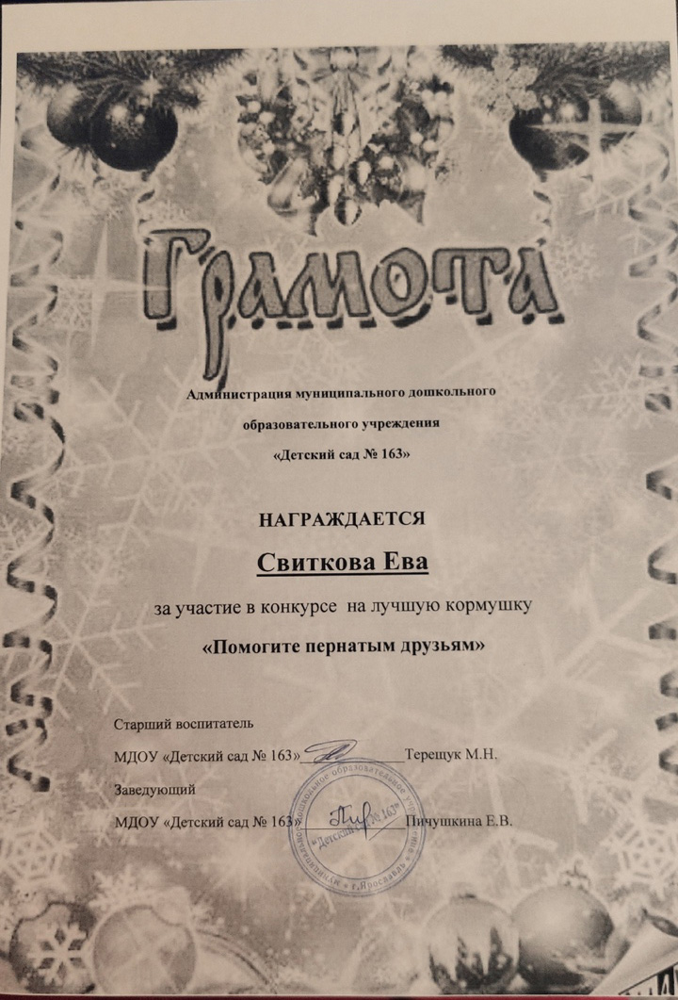 Грамота
Администрация муниципального дошкольного
образовательного учреждения
«Детский сад № 163»
НАГРАЖДАЕТСЯ
Свиткова Ева
за участие в конкурсе на лучшую кормушку
«Помогите пернатым друзьям»
Старший воспитатель
МДОУ «Детский сад № 163» Терещук М.Н.
Заведующий
МДОУ «Детский сад № 163» Пичушкина Е.В.
муниципальное дошкольное образовательное учреждение
"Детский сад № 163"
г.Ярославль